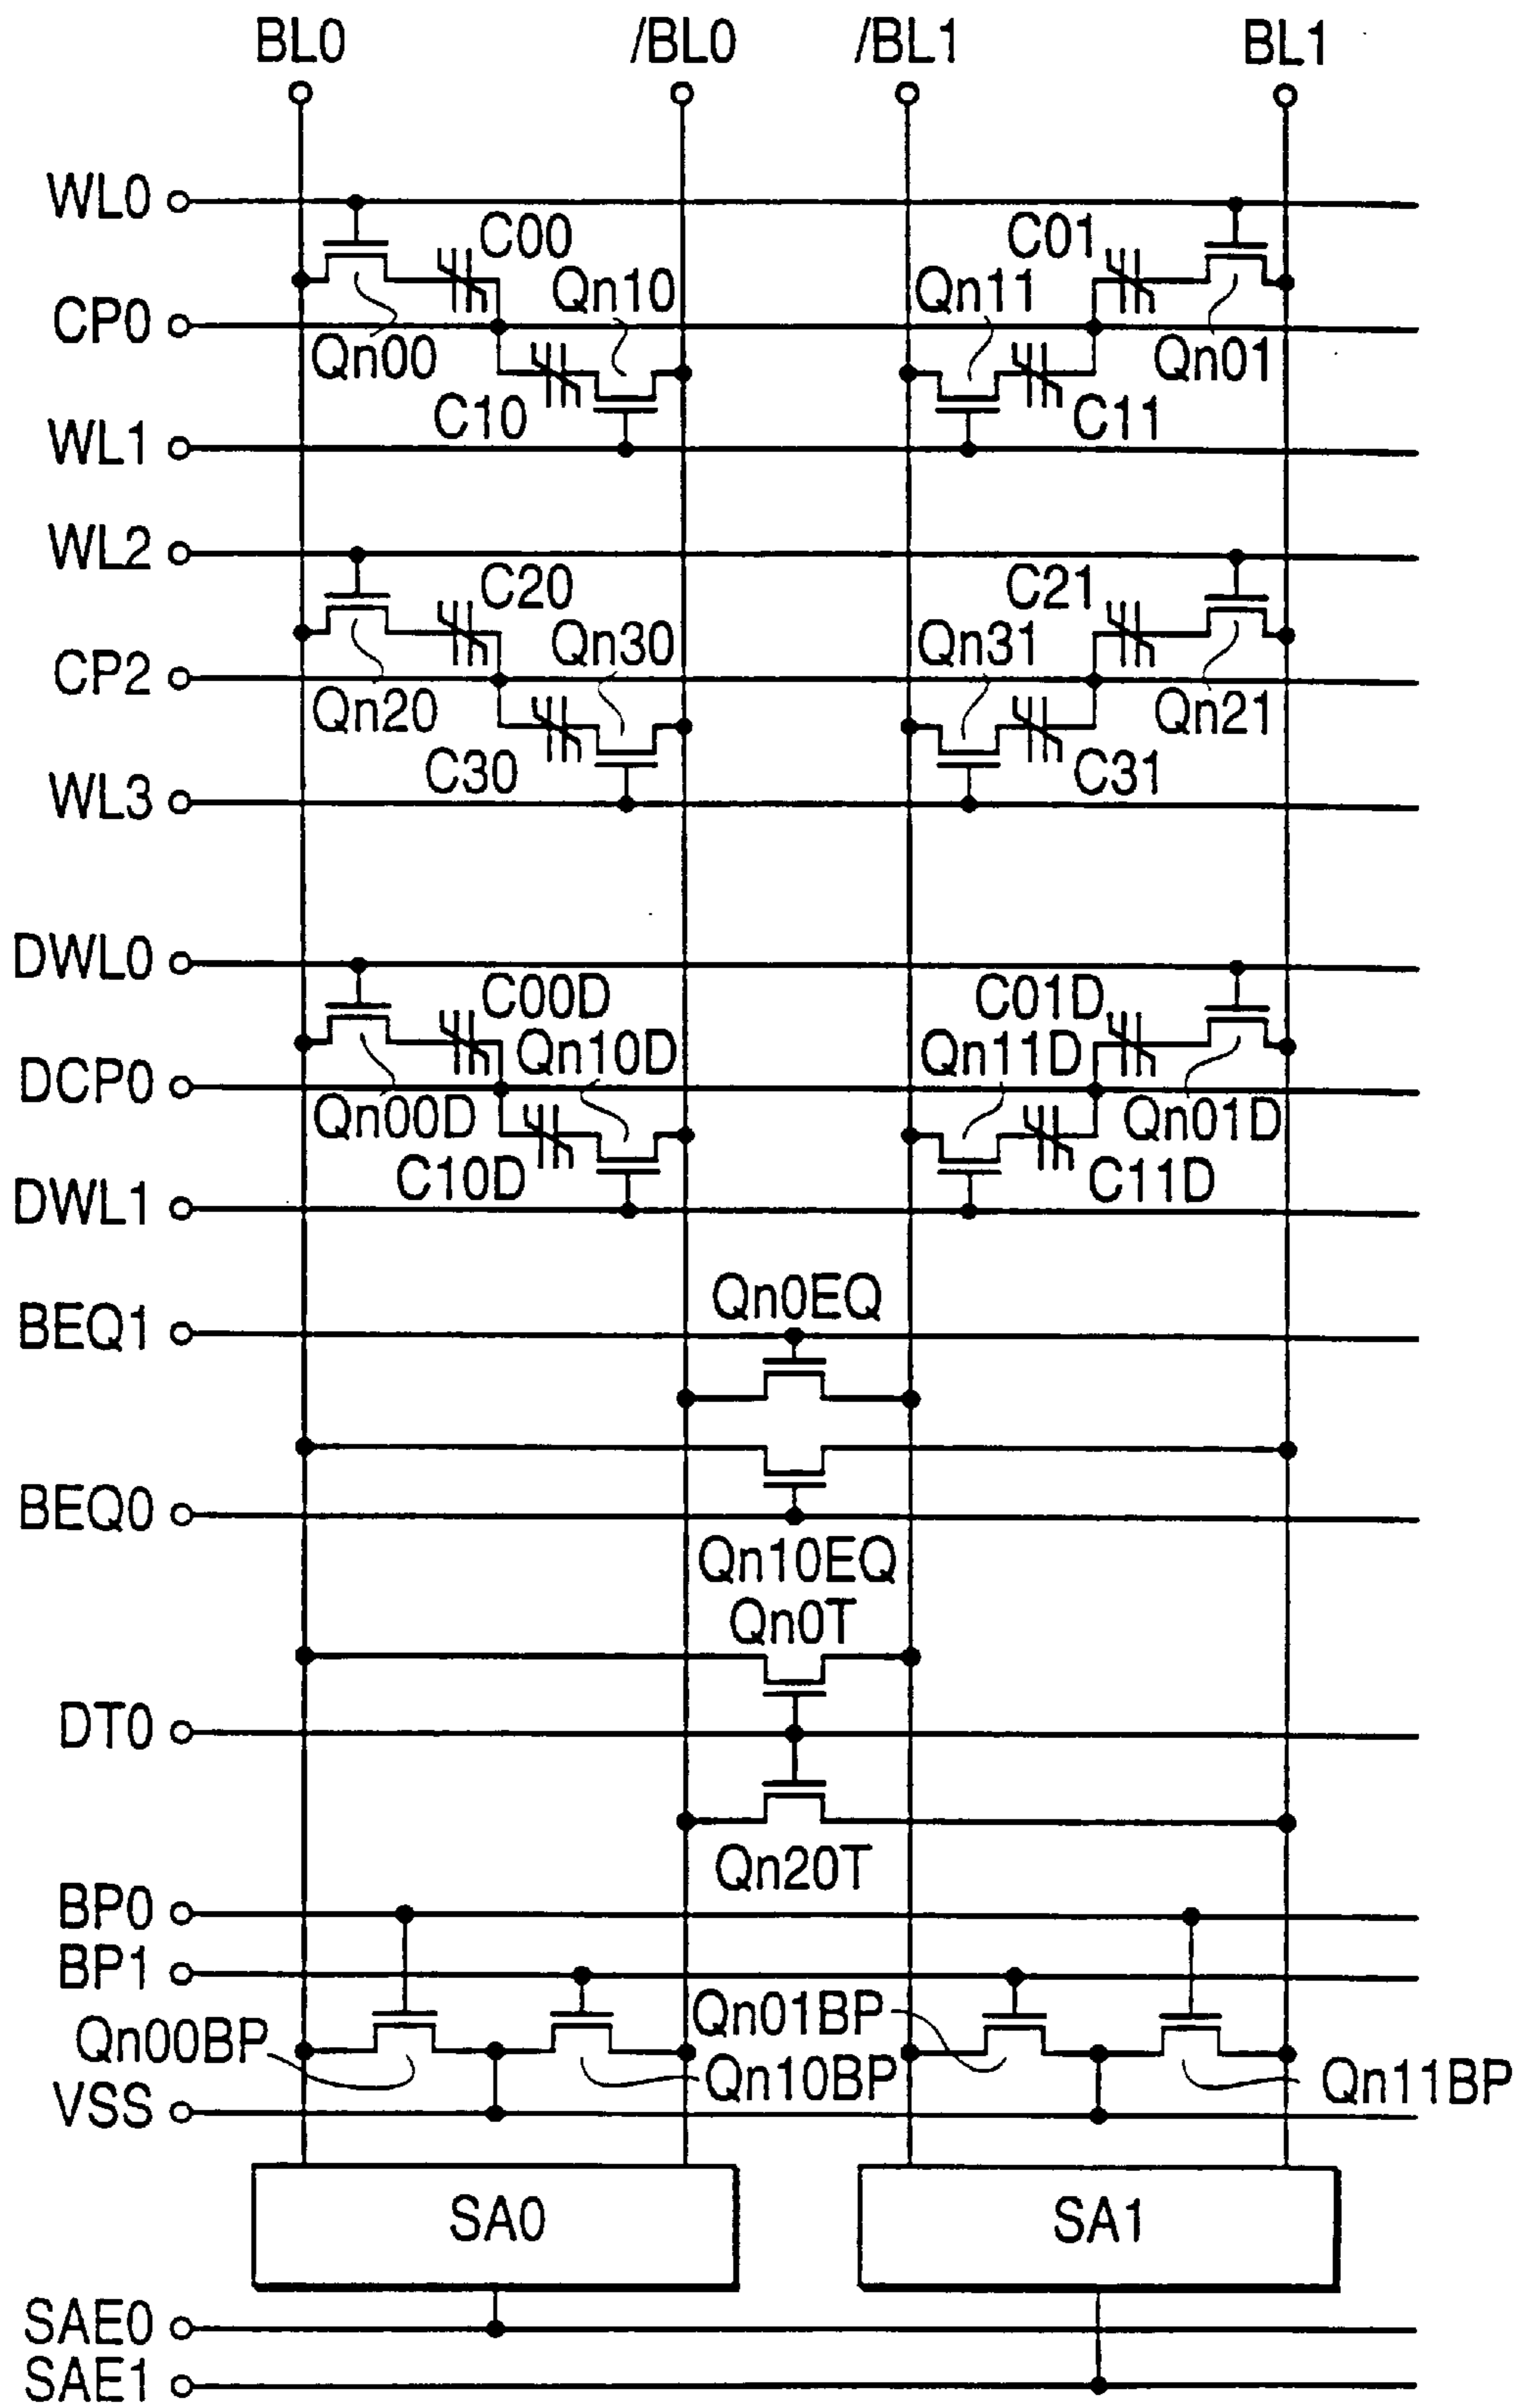 BL0 /BL0 /BL1 BL1
WL0
C00 C01
Qn10 Qn11
CP0
Qn00 Qn01
C10 C11
WL1
WL2
C20 C21
Qn30 Qn31
CP2
Qn20 Qn21
C30 C31
WL3
DWL0
C00D C01D
Qn10D Qn11D
DCP0
Qn00D Qn01D
C10D C11D
DWL1
Qn0EQ
BEQ1
BEQ0
Qn10EQ
Qn0T
DT0
Qn20T
BP0
BP1
Qn01BP
Qn00BP
Qn10BP Qn11BP
VSS
SA0 SA1
SAE0
SAE1